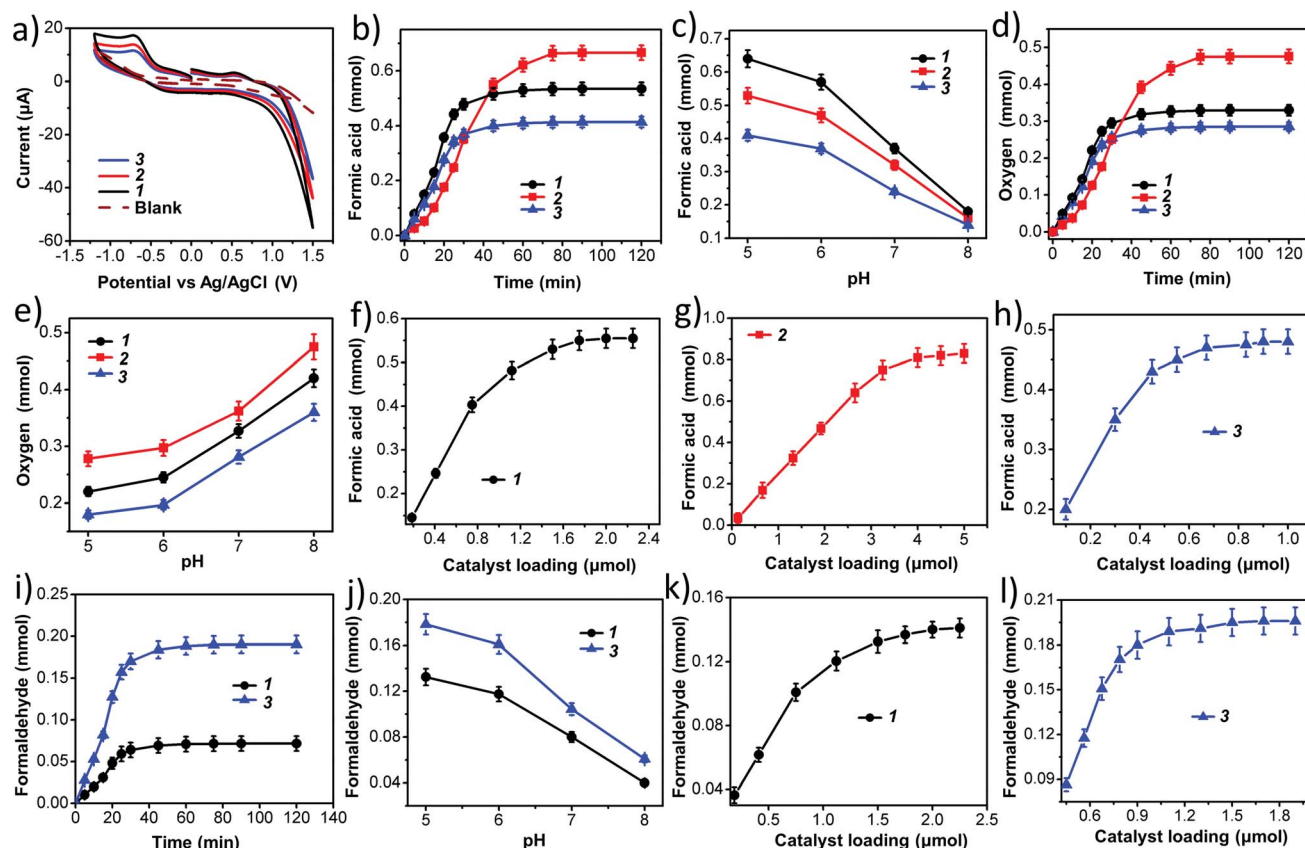 a)
Current (µA)
20
0
-20
-40
-60
3
2
1
Blank
-1.5 -1.0 -0.5 0.0 0.5 1.0 1.5
Potential vs Ag/AgCl (V)
b)
Formic acid (mmol)
0.6
0.4
0.2
0.0
1
2
3
0 20 40 60 80 100 120
Time (min)
c)
Formic acid (mmol)
0.7
0.6
0.5
0.4
0.3
0.2
0.1
1
2
3
5 6 7 8
pH
d)
Oxygen (mmol)
0.5
0.4
0.3
0.2
0.1
0.0
1
2
3
0 20 40 60 80 100 120
Time (min)
e)
Oxygen (mmol)
0.5
0.4
0.3
0.2
1
2
3
5 6 7 8
pH
f)
Formic acid (mmol)
0.6
0.5
0.4
0.3
0.2
1
0.4 0.8 1.2 1.6 2.0 2.4
Catalyst loading (µmol)
g)
Formic acid (mmol)
1.0
0.8
0.6
0.4
0.2
0.0
2
0 1 2 3 4 5
Catalyst loading (µmol)
h)
Formic acid (mmol)
0.5
0.4
0.3
0.2
3
0.2 0.4 0.6 0.8 1.0
Catalyst loading (µmol)
i)
Formaldehyde (mmol)
0.25
0.20
0.15
0.10
0.05
0.00
1
3
0 20 40 60 80 100 120 140
Time (min)
j)
Formaldehyde (mmol)
0.20
0.16
0.12
0.08
0.04
1
3
5 6 7 8
pH
k)
Formaldehyde (mmol)
0.16
0.12
0.08
0.04
1
0.5 1.0 1.5 2.0 2.5
Catalyst loading (µmol)
l)
Formaldehyde (mmol)
0.21
0.18
0.15
0.12
0.09
3
0.6 0.9 1.2 1.5 1.8
Catalyst loading (µmol)